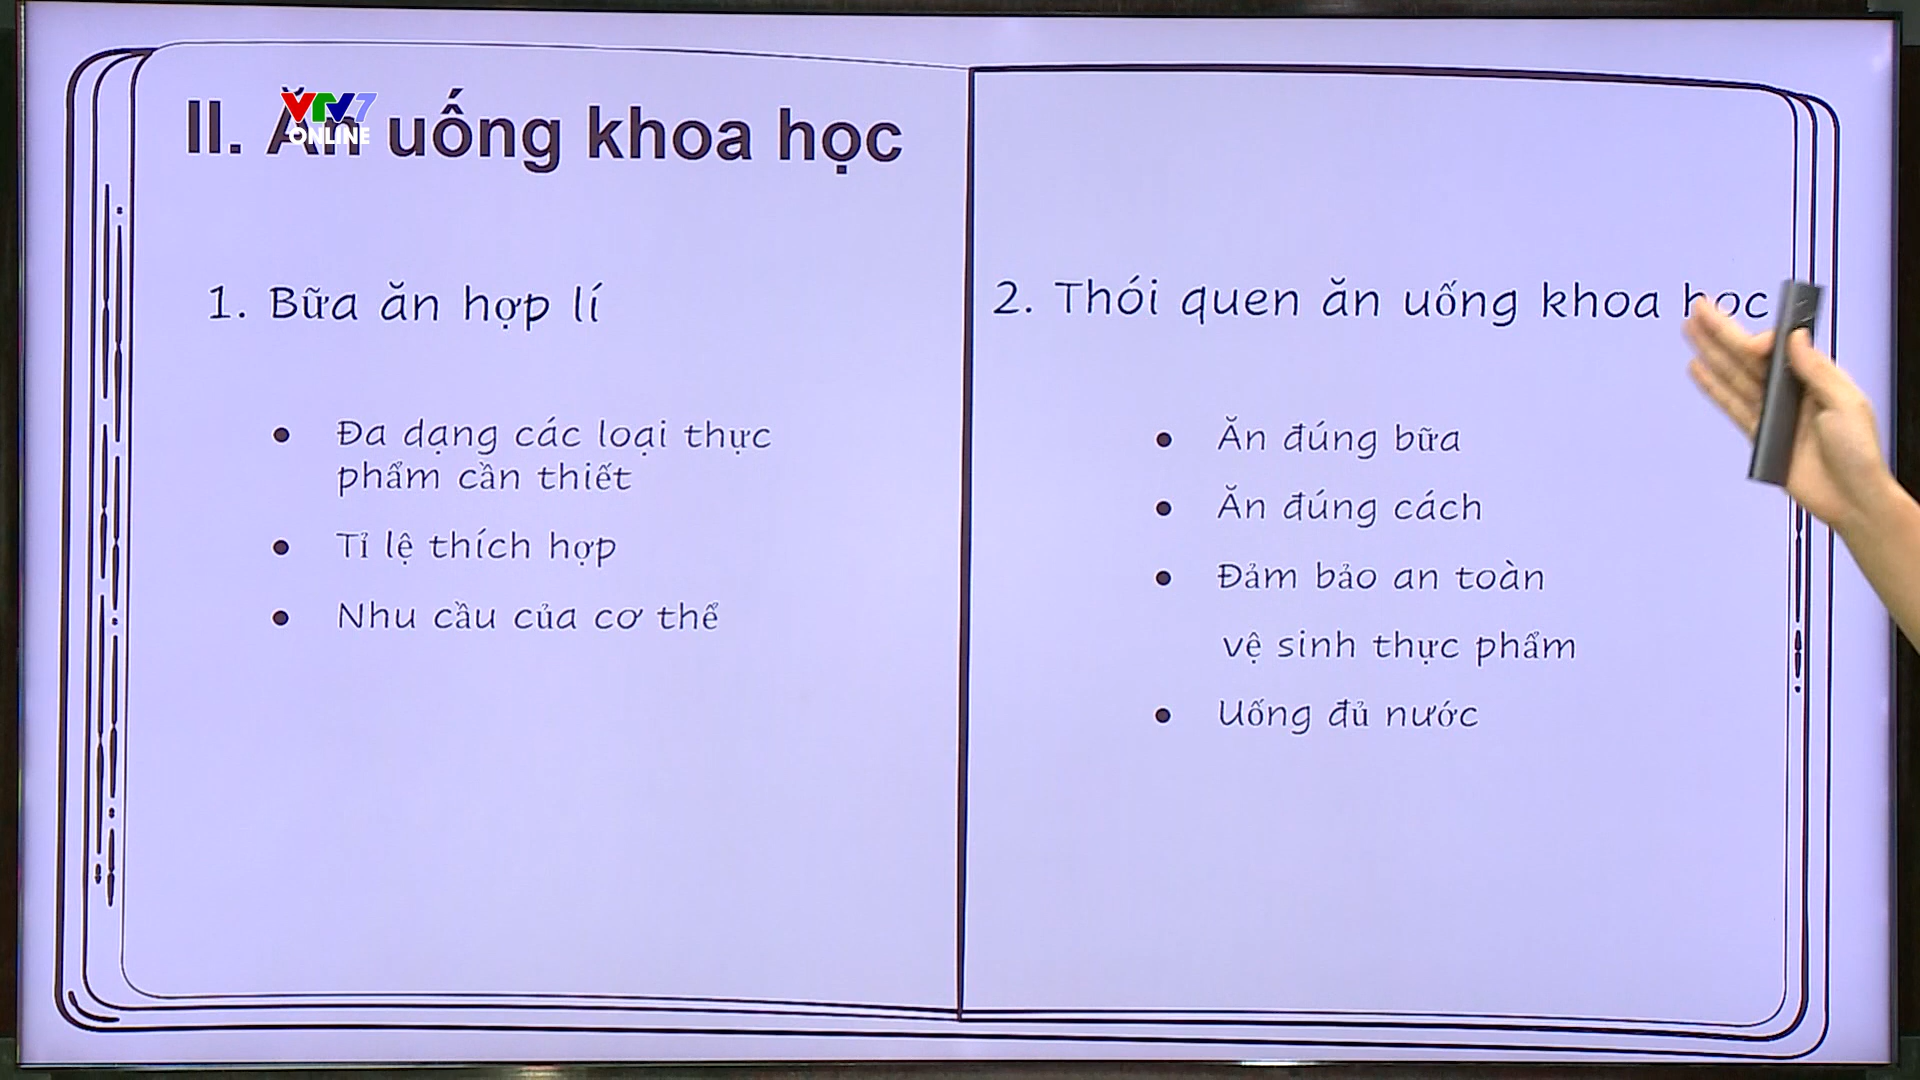 VTV7
ONLINE
II. Ăn uống khoa học
1. Bữa ăn hợp lí
• Đa dạng các loại thực
phẩm cần thiết
• Tỉ lệ thích hợp
• Nhu cầu của cơ thể
2. Thói quen ăn uống khoa học
• Ăn đúng bữa
• Ăn đúng cách
• Đảm bảo an toàn
vệ sinh thực phẩm
• Uống đủ nước